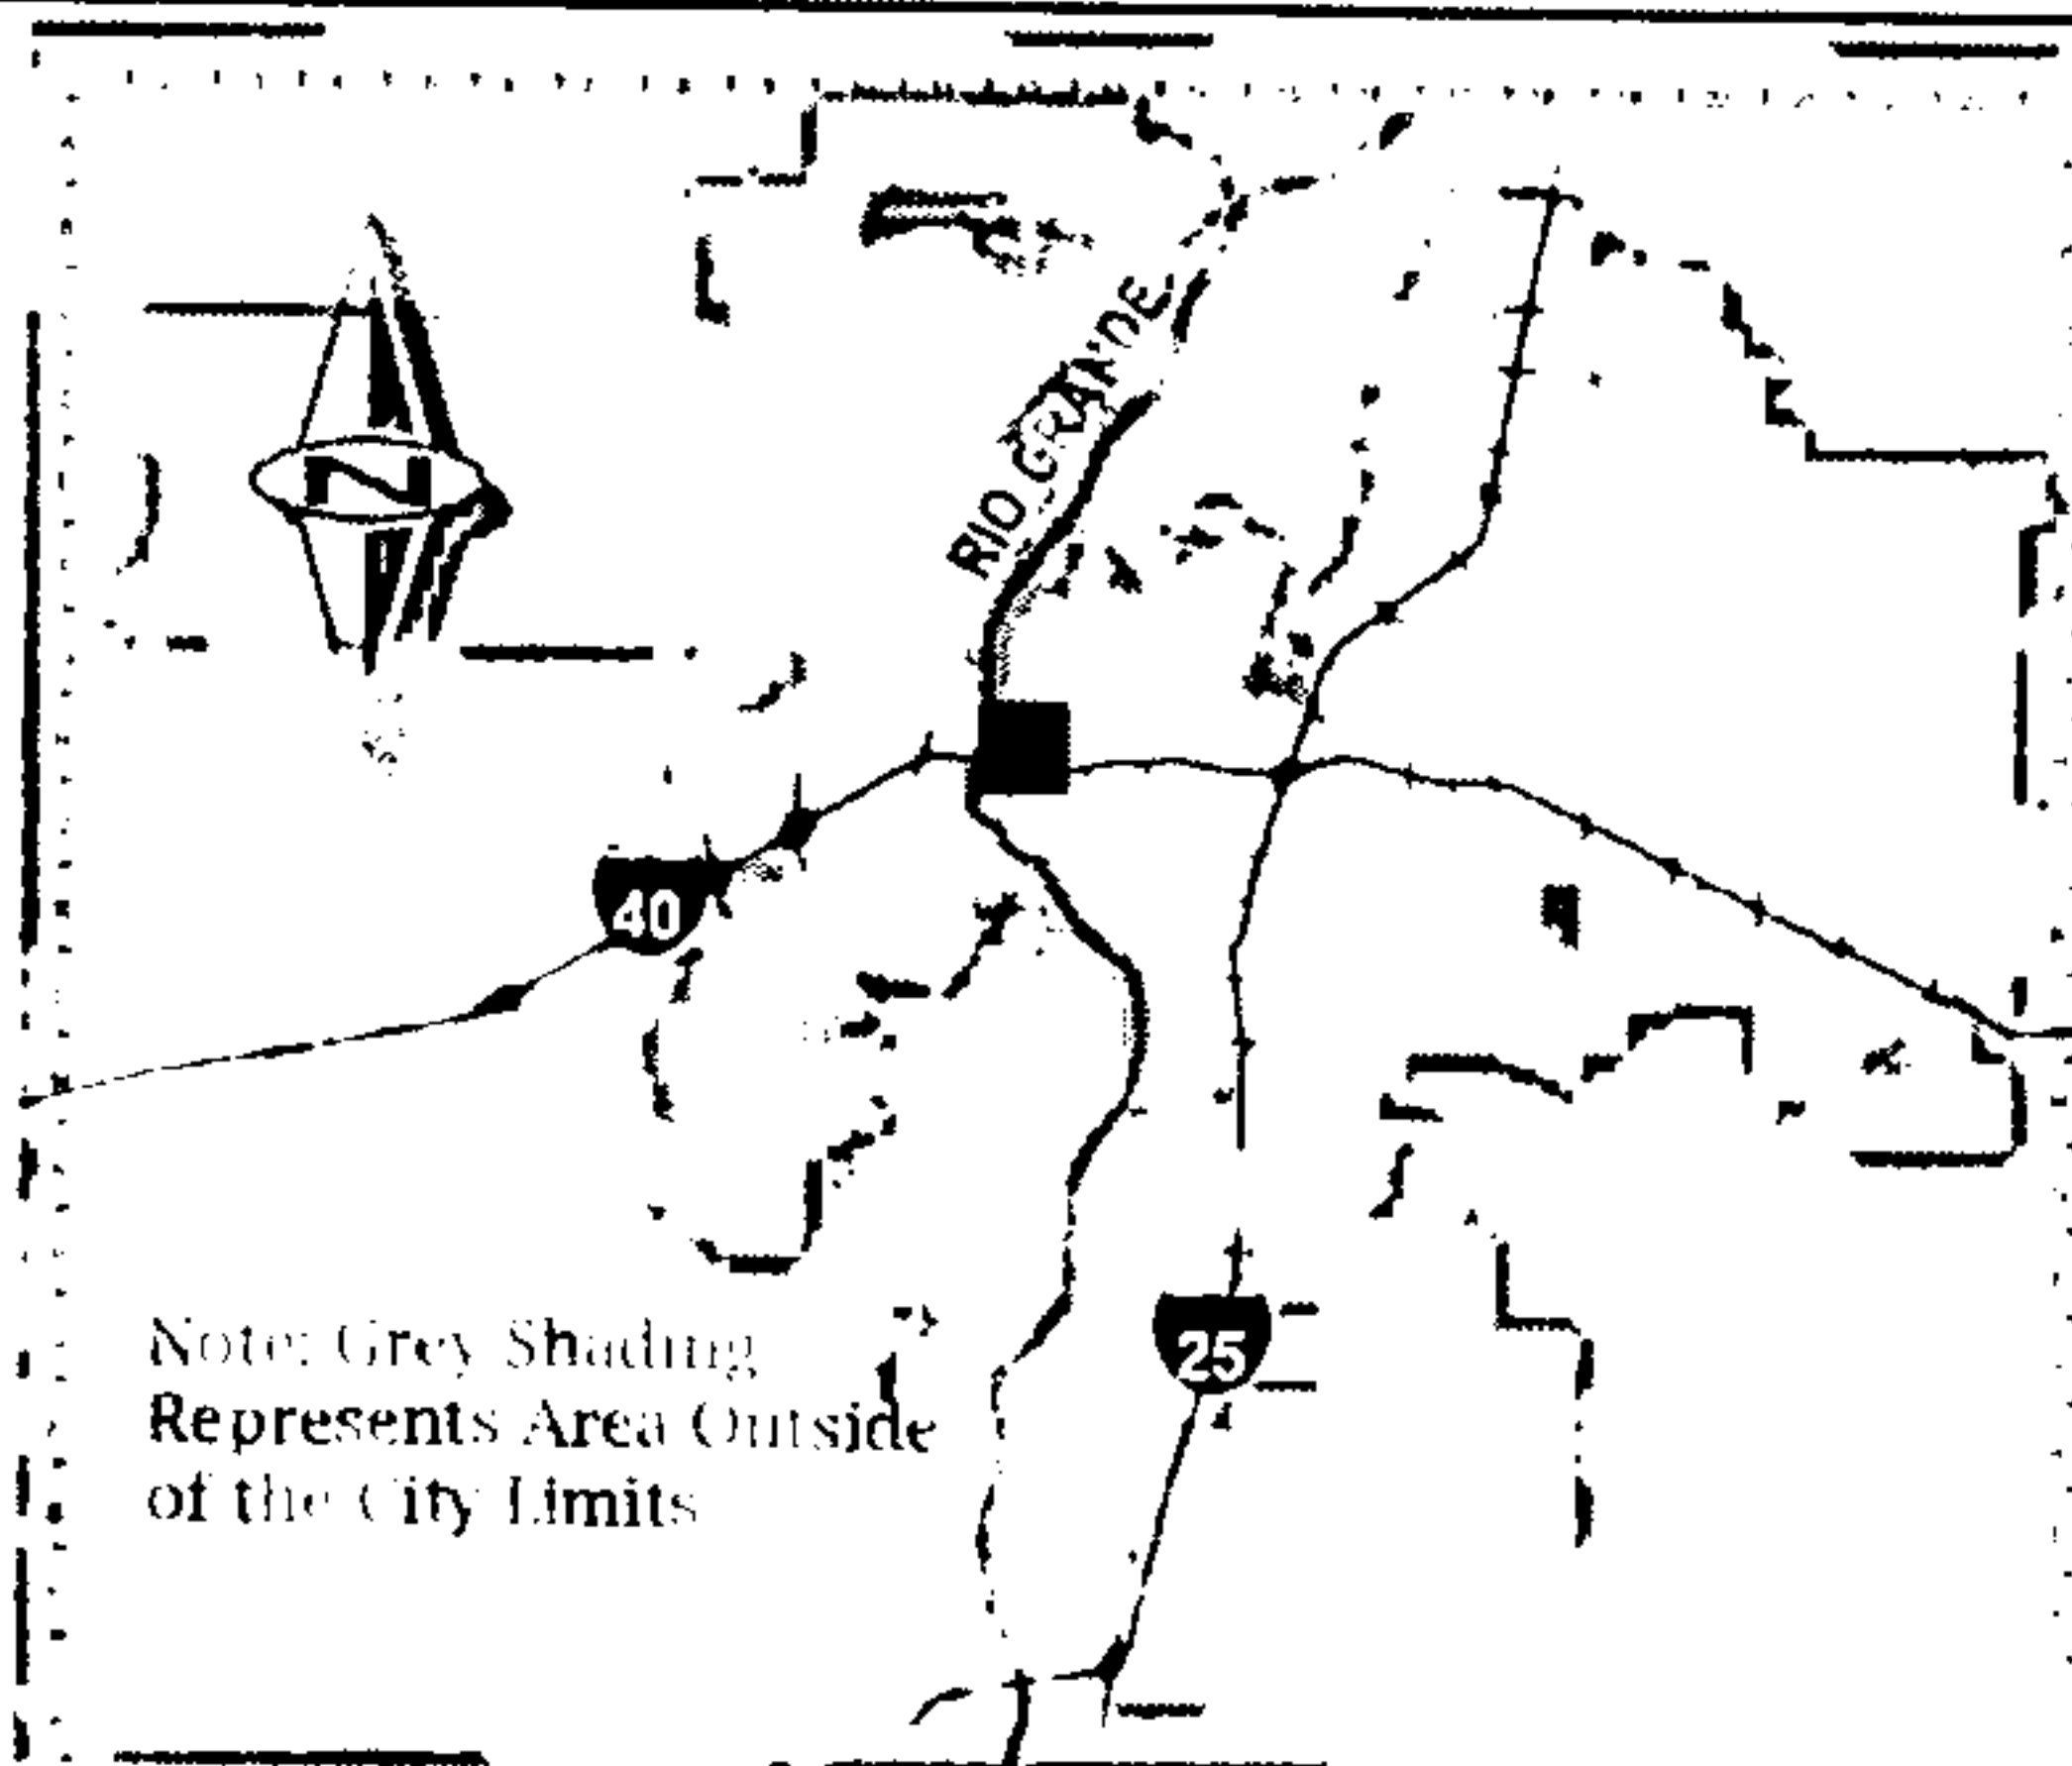 N
RIO GRANDE
40
25
Note: Grey Shading
Represents Area Outside
of the City Limits